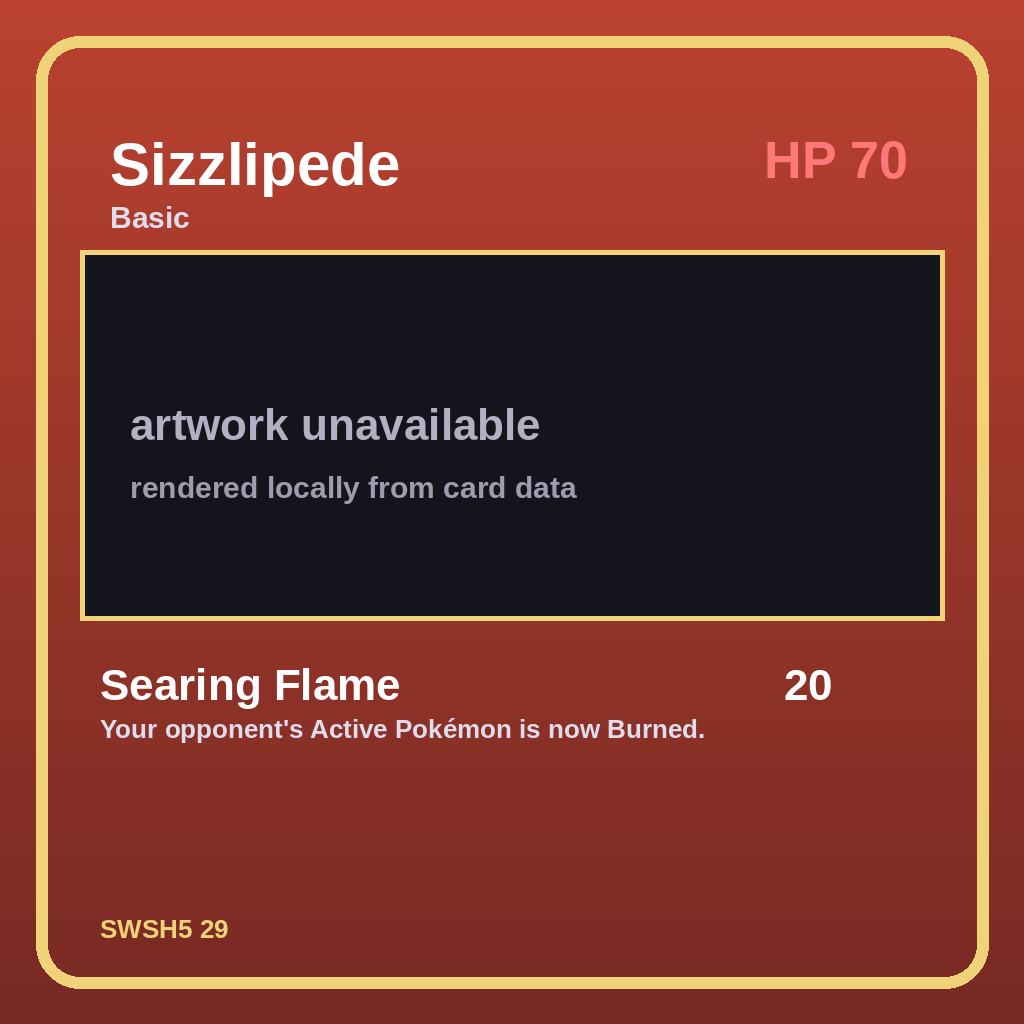 Sizzlipede
HP 70
Basic
artwork unavailable
rendered locally from card data
Searing Flame
20
Your opponent's Active Pokémon is now Burned.
SWSH5 29